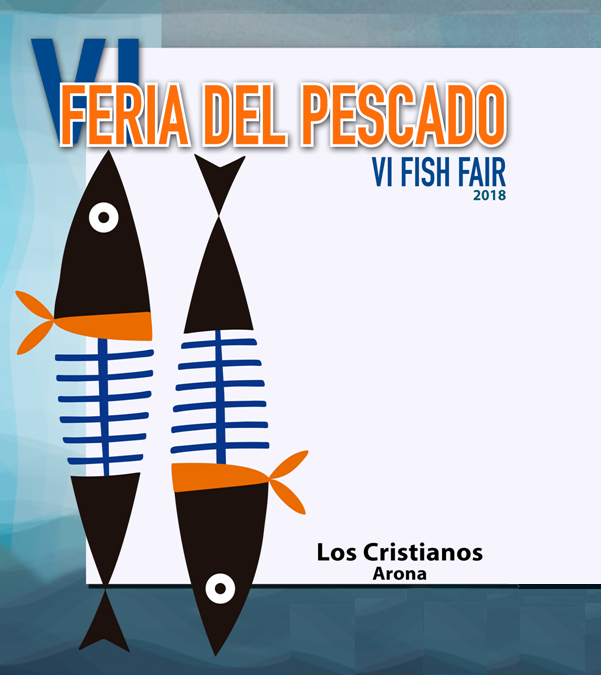 VI
FERIA DEL PESCADO
VI FISH FAIR
2018
Los Cristianos
Arona